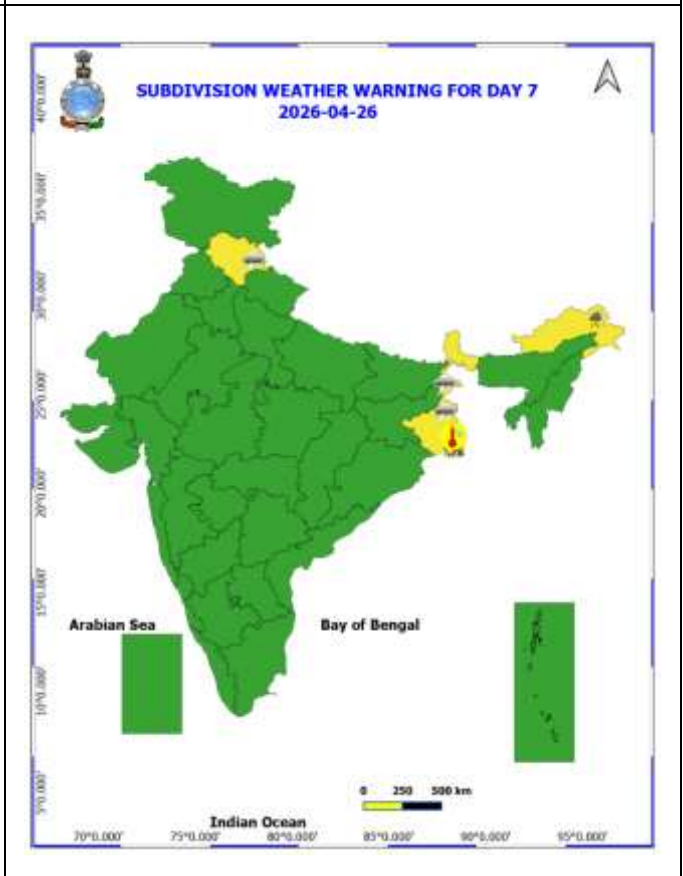 SUBDIVISION WEATHER WARNING FOR DAY 7
2026-04-26
40°0.000'
35°0.000'
30°0.000'
25°0.000'
20°0.000'
15°0.000'
10°0.000'
5°0.000'
Arabian Sea
Bay of Bengal
0 250 500 km
Indian Ocean
70°0.000' 75°0.000' 80°0.000' 85°0.000' 90°0.000' 95°0.000'